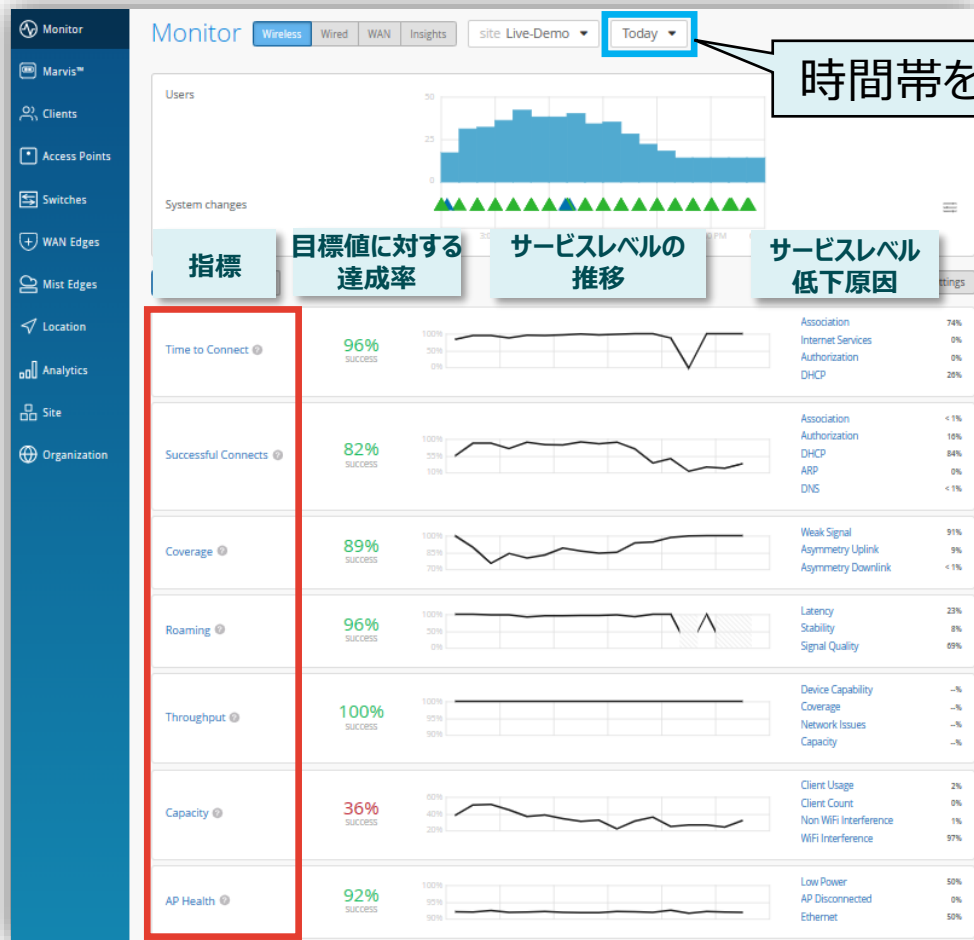 Monitor
Marvis™
Clients
Access Points
Switches
WAN Edges
Mist Edges
Location
Analytics
Site
Organization
Monitor Wireless Wired WAN Insights site Live-Demo Today
時間帯を
Users
50
25
0
System changes
指標
目標値に対する
達成率
サービスレベルの
推移
サービスレベル
低下原因
ttings
Time to Connect
96%
success
100%
50%
0%
Association 74%
Internet Services 0%
Authorization 0%
DHCP 26%
Successful Connects
82%
success
100%
55%
10%
Association < 1%
Authorization 16%
DHCP 84%
ARP 0%
DNS < 1%
Coverage
89%
success
100%
85%
70%
Weak Signal 91%
Asymmetry Uplink 9%
Asymmetry Downlink < 1%
Roaming
96%
success
100%
50%
0%
Latency 23%
Stability 8%
Signal Quality 69%
Throughput
100%
success
100%
95%
90%
Device Capability --%
Coverage --%
Network Issues --%
Capacity --%
Capacity
36%
success
60%
40%
20%
Client Usage 2%
Client Count 0%
Non WiFi Interference 1%
WiFi Interference 97%
AP Health
92%
success
100%
95%
90%
Low Power 50%
AP Disconnected 0%
Ethernet 50%